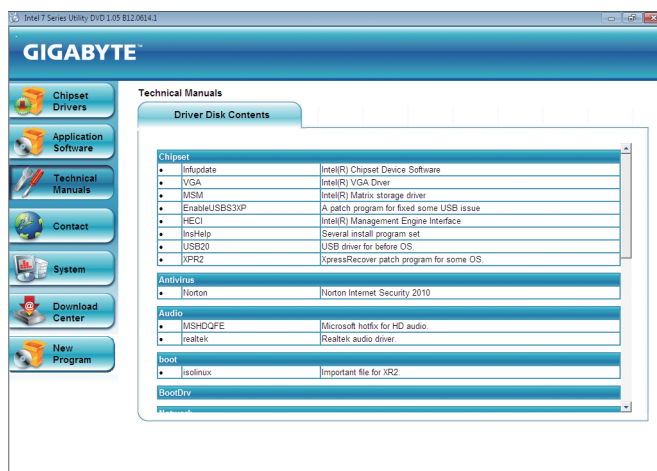 Intel 7 Series Utility DVD 1.05 B12.0614.1
GIGABYTE™
Chipset
Drivers
Application
Software
Technical
Manuals
Contact
System
Download
Center
New
Program
Technical Manuals
Driver Disk Contents
Chipset
• Infupdate Intel(R) Chipset Device Software
• VGA Intel(R) VGA Drver
• MSM Intel(R) Matrix storage driver
• EnableUSBS3XP A patch program for fixed some USB issue
• HECI Intel(R) Management Engine Interface
• InsHelp Several install program set
• USB20 USB driver for before OS.
• XPR2 XpressRecover patch program for some OS.
Antivirus
• Norton Norton Internet Security 2010
Audio
• MSHDQFE Microsoft hotfix for HD audio.
• realtek Realtek audio driver.
boot
• isolinux Important file for XR2.
BootDrv